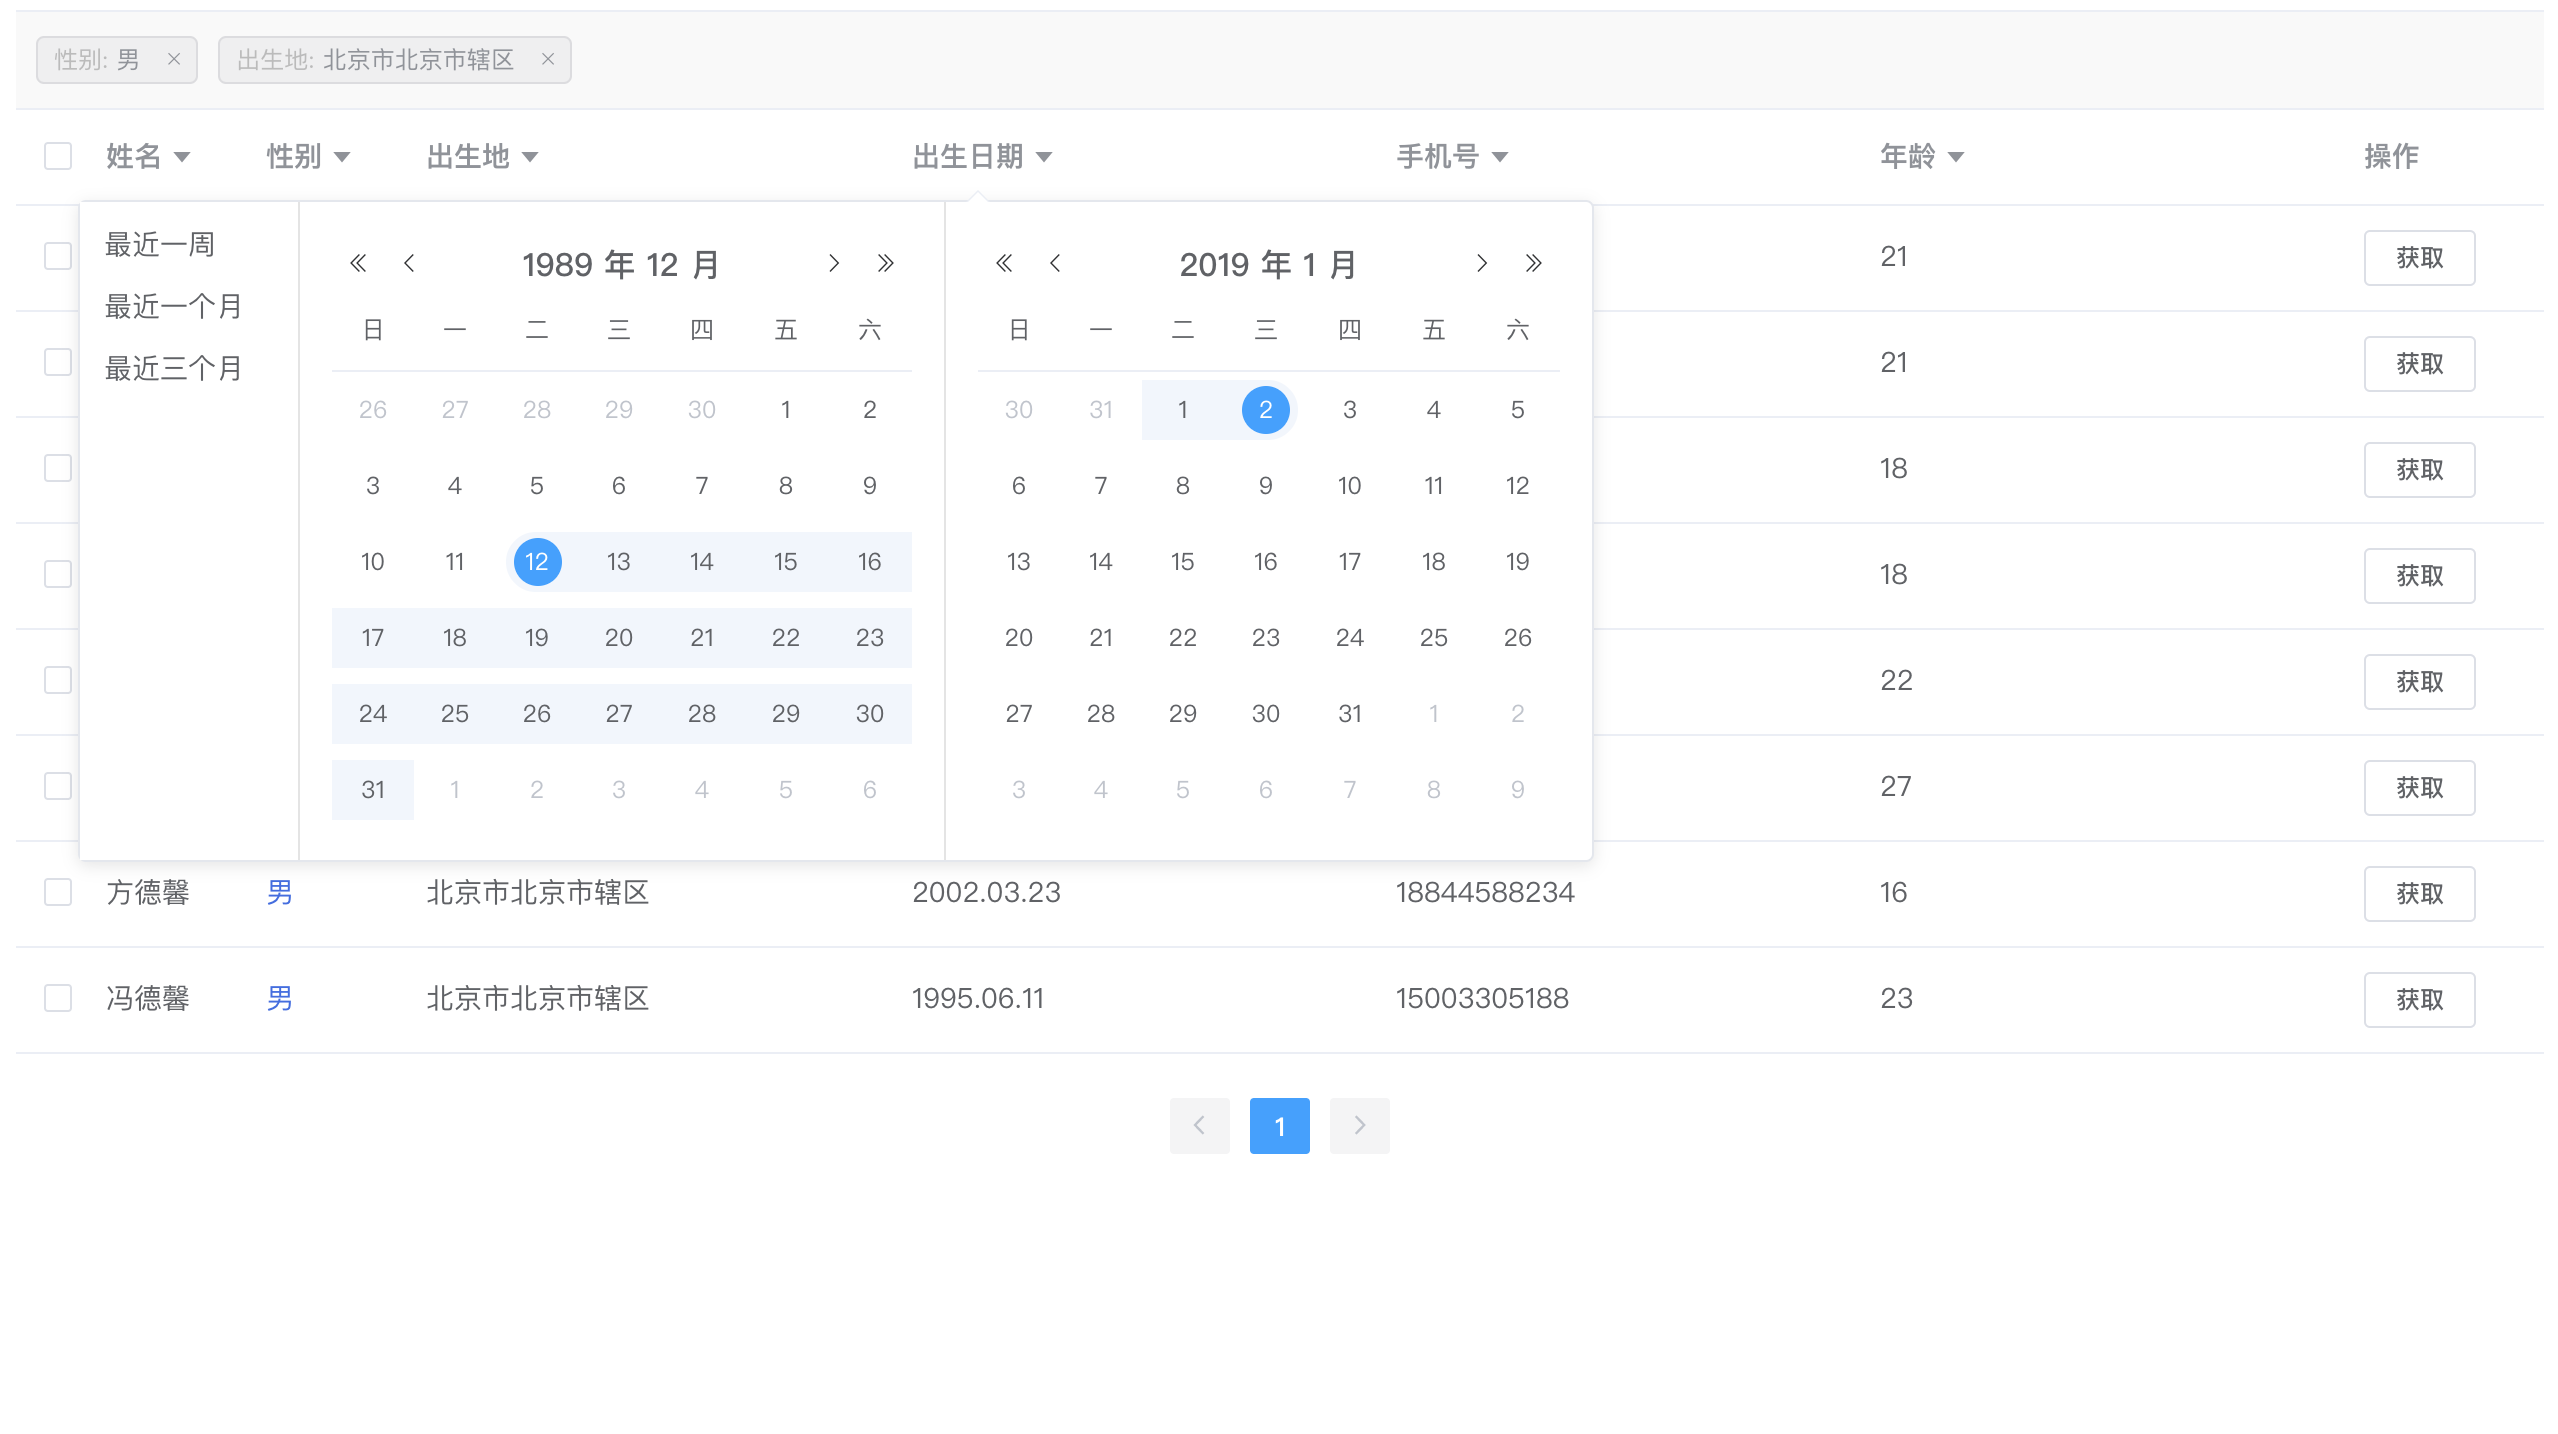 性别: 男 × 出生地: 北京市北京市辖区 ×
姓名 性别 出生地 出生日期 手机号 年龄 操作
最近一周
最近一个月
最近三个月
1989 年 12 月
日 一 二 三 四 五 六
26 27 28 29 30 1 2
3 4 5 6 7 8 9
10 11 12 13 14 15 16
17 18 19 20 21 22 23
24 25 26 27 28 29 30
31 1 2 3 4 5 6
2019 年 1 月
日 一 二 三 四 五 六
30 31 1 2 3 4 5
6 7 8 9 10 11 12
13 14 15 16 17 18 19
20 21 22 23 24 25 26
27 28 29 30 31 1 2
3 4 5 6 7 8 9
21 获取
21 获取
18 获取
18 获取
22 获取
27 获取
方德馨 男 北京市北京市辖区 2002.03.23 18844588234 16 获取
冯德馨 男 北京市北京市辖区 1995.06.11 15003305188 23 获取
1